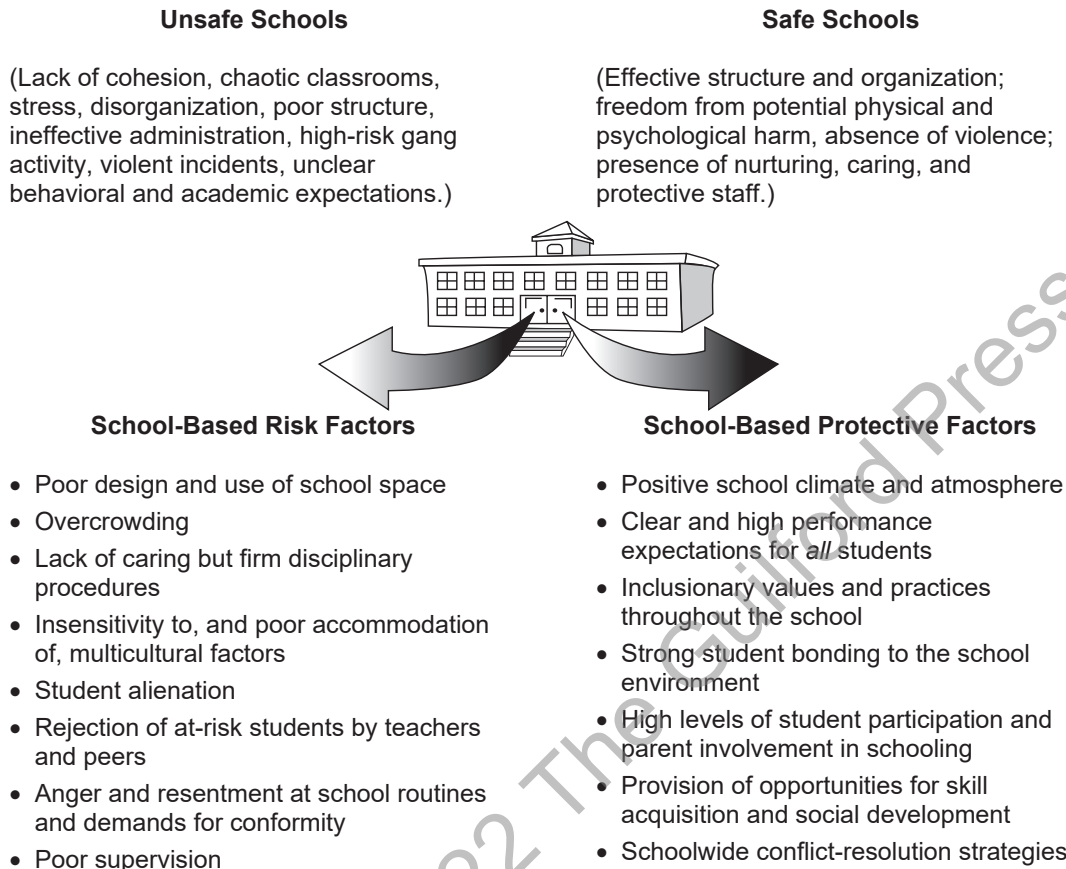 Unsafe Schools
(Lack of cohesion, chaotic classrooms,
stress, disorganization, poor structure,
ineffective administration, high-risk gang
activity, violent incidents, unclear
behavioral and academic expectations.)
Safe Schools
(Effective structure and organization;
freedom from potential physical and
psychological harm, absence of violence;
presence of nurturing, caring, and
protective staff.)
School-Based Risk Factors
• Poor design and use of school space
• Overcrowding
• Lack of caring but firm disciplinary
procedures
• Insensitivity to, and poor accommodation
of, multicultural factors
• Student alienation
• Rejection of at-risk students by teachers
and peers
• Anger and resentment at school routines
and demands for conformity
• Poor supervision
School-Based Protective Factors
• Positive school climate and atmosphere
• Clear and high performance
expectations for all students
• Inclusionary values and practices
throughout the school
• Strong student bonding to the school
environment
• High levels of student participation and
parent involvement in schooling
• Provision of opportunities for skill
acquisition and social development
• Schoolwide conflict-resolution strategies
22 The Guilford Press